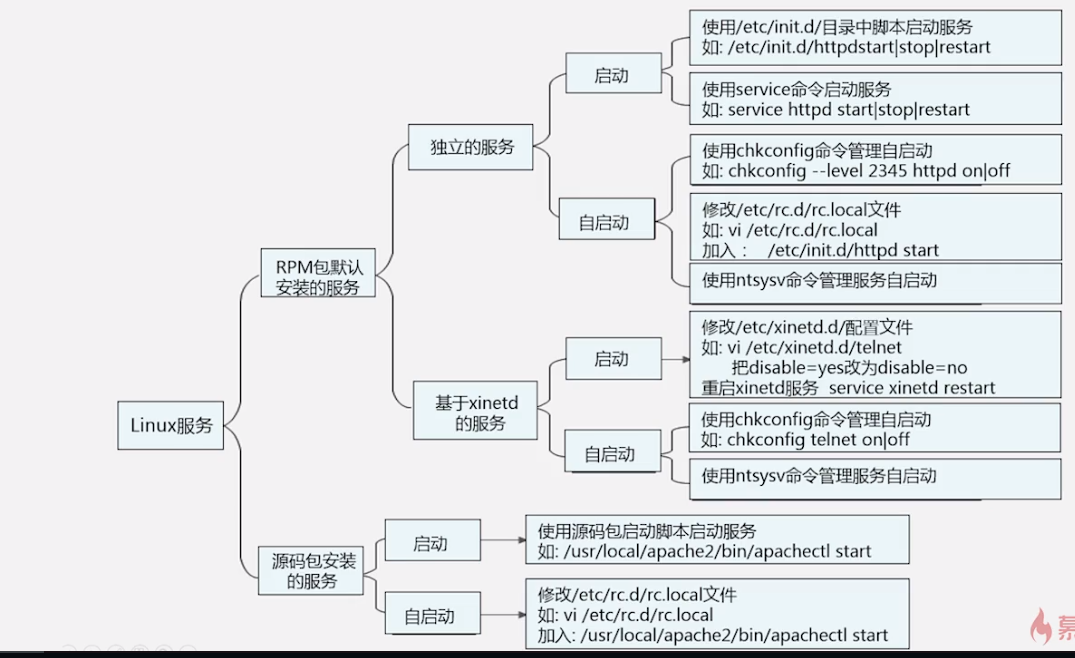 Linux服务
RPM包默认
安装的服务
独立的服务
启动
使用/etc/init.d/目录中脚本启动服务
如: /etc/init.d/httpdstart|stop|restart
使用service命令启动服务
如: service httpd start|stop|restart
自启动
使用chkconfig命令管理自启动
如: chkconfig --level 2345 httpd on|off
修改/etc/rc.d/rc.local文件
如: vi /etc/rc.d/rc.local
加入： /etc/init.d/httpd start
使用ntsysv命令管理服务自启动
基于xinetd
的服务
启动
修改/etc/xinetd.d/配置文件
如: vi /etc/xinetd.d/telnet
把disable=yes改为disable=no
重启xinetd服务 service xinetd restart
自启动
使用chkconfig命令管理自启动
如: chkconfig telnet on|off
使用ntsysv命令管理服务自启动
源码包安装
的服务
启动
使用源码包启动脚本启动服务
如: /usr/local/apache2/bin/apachectl start
自启动
修改/etc/rc.d/rc.local文件
如: vi /etc/rc.d/rc.local
加入: /usr/local/apache2/bin/apachectl start